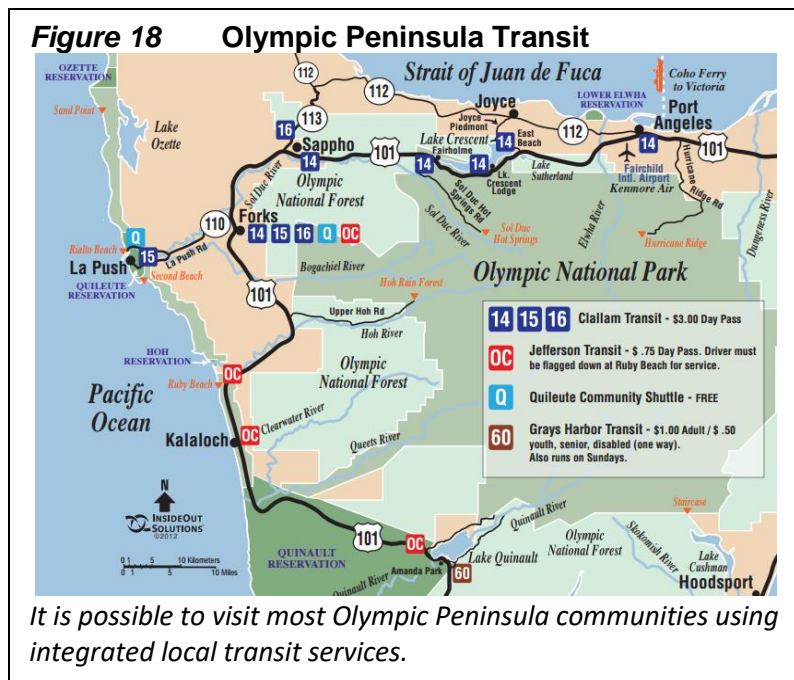 Figure 18 Olympic Peninsula Transit
OZETTE
RESERVATION
Sand Point
Lake
Ozette
112
112
113
112
Strait of Juan de Fuca
Coho Ferry
to Victoria
LOWER ELWHA
RESERVATION
Joyce
Joyce
Piedmont
Port
Angeles
16
Sappho
14
101
Lake Crescent
Fairholme
14
14
14
East
Beach
Lk.
Crescent
Lodge
Lake
Sutherland
112
14
101
Fairchild
Intl. Airport
Kenmore Air
Hurricane
Ridge Rd
Hurricane Ridge
Dungeness River
Elwha River
Sol Duc River
Olympic
National Forest
Sol Duc Hot
Springs Rd
Sol Duc River
Sol Duc
Hot Springs
110
Forks
14 15 16 Q OC
Q
15
La Push Rd
Rialto Beach
La Push
Second Beach
QUILEUTE
RESERVATION
Bogachiel River
101
Olympic National Park
Hoh Rain Forest
Upper Hoh Rd
Hoh River
HOH
RESERVATION
OC
Ruby Beach
Olympic
National Forest
Pacific
Ocean
Clearwater River
Kalaloch
OC
Queets River
14 15 16 Clallam Transit - $3.00 Day Pass
OC Jefferson Transit - $ .75 Day Pass. Driver must
be flagged down at Ruby Beach for service.
Q Quileute Community Shuttle - FREE
60 Grays Harbor Transit - $1.00 Adult / $ .50
youth, senior, disabled (one way).
Also runs on Sundays.
N
INSIDEOUT
SOLUTIONS
©2012
0 5 10 Kilometers
0 5 10 Miles
101
QUINAULT
RESERVATION
OC
Quinault River
Amanda Park
Lake Quinault
60
Quinault River
Olympic
National Forest
Staircase
Skokomish River
Lake
Cushman
Hoodsport
It is possible to visit most Olympic Peninsula communities using
integrated local transit services.